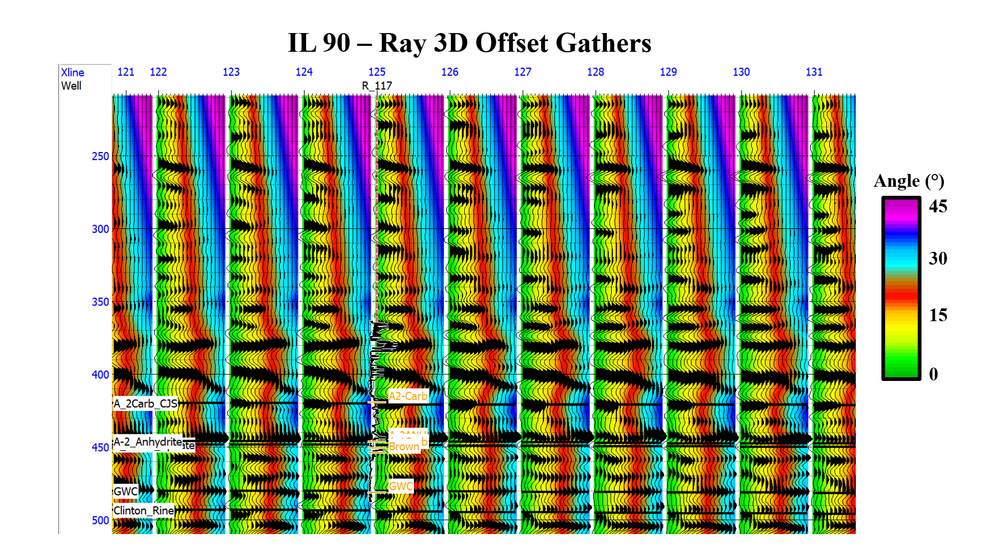 IL 90 – Ray 3D Offset Gathers
Xline 121 122 123 124 125 126 127 128 129 130 131
Well R_117
250
300
350
400
450
500
A2-Carb
A_2Carb_CJS
A-2_Anhydrite
Brown
GWC
GWC
Clinton_Rine
Angle (°)
45
30
15
0